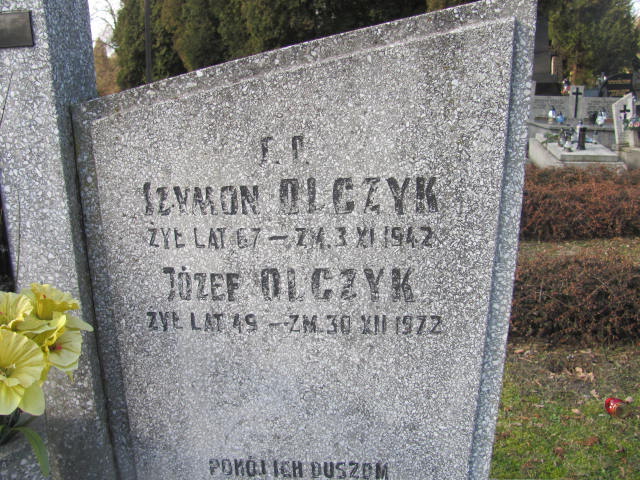 Ś. P.
SZYMON OLCZYK
ŻYŁ LAT 67 – ZM. 3 XI 1942
JÓZEF OLCZYK
ŻYŁ LAT 49 – ZM. 30 XII 1972
POKÓJ ICH DUSZOM